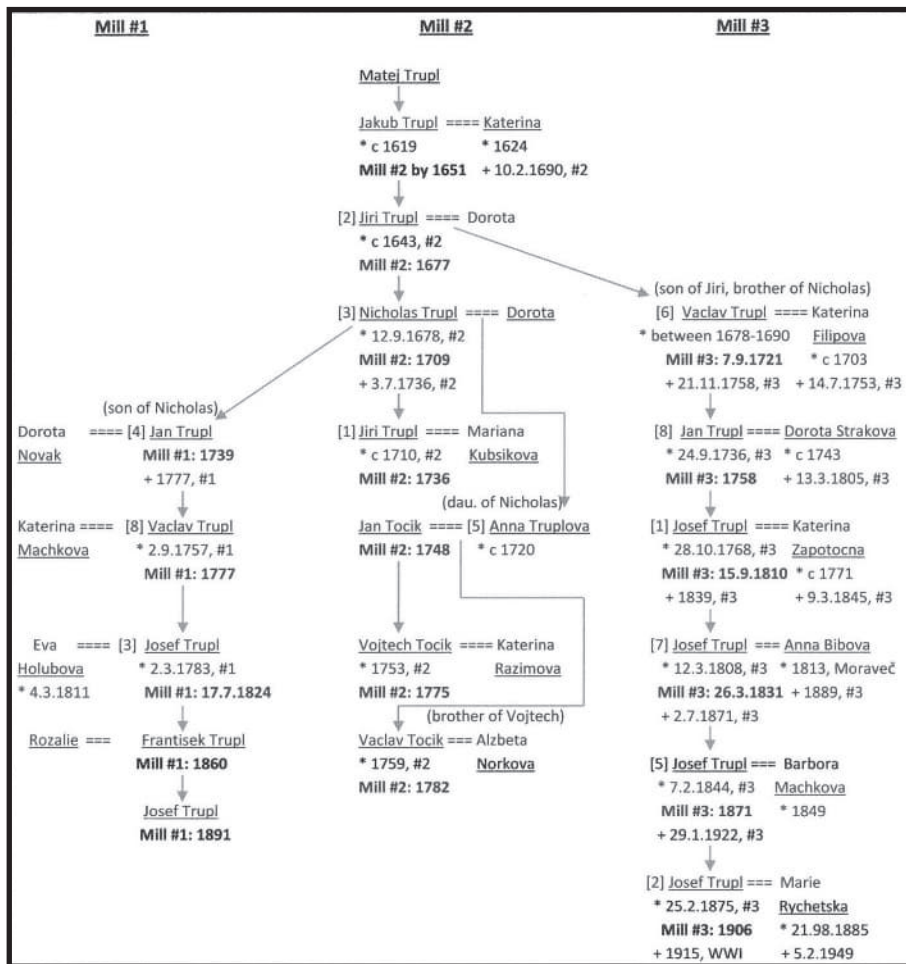 Mill #1 Mill #2 Mill #3
Matej Trupl
Jakub Trupl ==== Katerina
* c 1619 * 1624
Mill #2 by 1651 + 10.2.1690, #2
[2] Jiri Trupl ==== Dorota
* c 1643, #2
Mill #2: 1677
(son of Jiri, brother of Nicholas)
[3] Nicholas Trupl ==== Dorota [6] Vaclav Trupl ==== Katerina
* 12.9.1678, #2 * between 1678-1690 Filipova
Mill #2: 1709 Mill #3: 7.9.1721 * c 1703
+ 3.7.1736, #2 + 21.11.1758, #3 + 14.7.1753, #3
(son of Nicholas)
Dorota ==== [4] Jan Trupl [1] Jiri Trupl ==== Mariana [8] Jan Trupl ==== Dorota Strakova
Novak Mill #1: 1739 * c 1710, #2 Kubsikova * 24.9.1736, #3 * c 1743
+ 1777, #1 Mill #2: 1736 Mill #3: 1758 + 13.3.1805, #3
(dau. of Nicholas)
Katerina ==== [8] Vaclav Trupl Jan Tocik ==== [5] Anna Truplova [1] Josef Trupl ==== Katerina
Machkova * 2.9.1757, #1 Mill #2: 1748 * c 1720 * 28.10.1768, #3 Zapotocna
Mill #1: 1777 Mill #3: 15.9.1810 * c 1771
+ 1839, #3 + 9.3.1845, #3
Eva ==== [3] Josef Trupl Vojtech Tocik ==== Katerina [7] Josef Trupl === Anna Bibova
Holubova * 2.3.1783, #1 * 1753, #2 Razimova * 12.3.1808, #3 * 1813, Moraveč
* 4.3.1811 Mill #1: 17.7.1824 Mill #2: 1775 Mill #3: 26.3.1831 + 1889, #3
(brother of Vojtech) + 2.7.1871, #3
Rozalie === Frantisek Trupl Vaclav Tocik === Alzbeta
Mill #1: 1860 * 1759, #2 Norkova [5] Josef Trupl === Barbora
Mill #2: 1782 * 7.2.1844, #3 Machkova
Josef Trupl Mill #3: 1871 * 1849
Mill #1: 1891 + 29.1.1922, #3
[2] Josef Trupl === Marie
* 25.2.1875, #3 Rychetska
Mill #3: 1906 * 21.98.1885
+ 1915, WWI + 5.2.1949